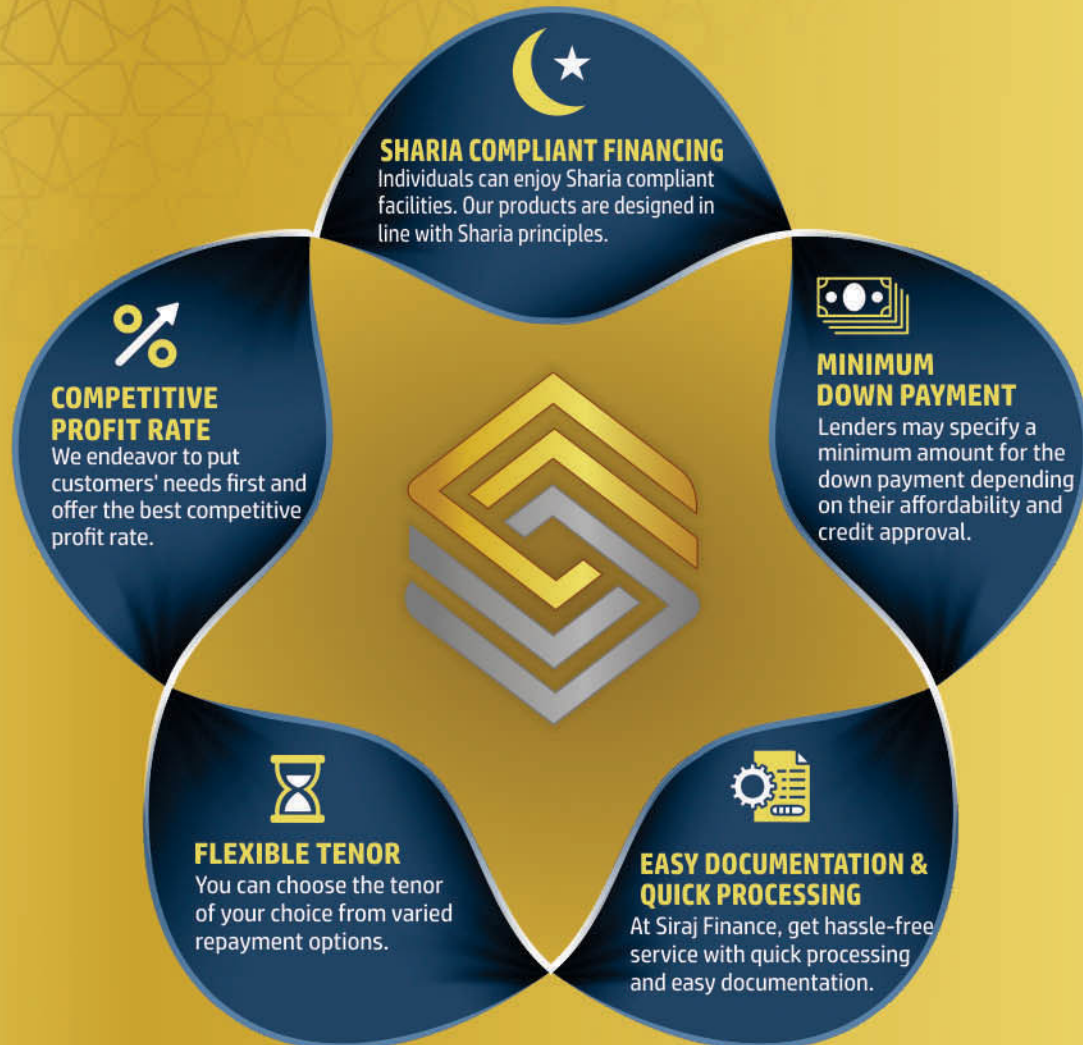 SHARIA COMPLIANT FINANCING
Individuals can enjoy Sharia compliant
facilities. Our products are designed in
line with Sharia principles.
COMPETITIVE
PROFIT RATE
We endeavor to put
customers' needs first and
offer the best competitive
profit rate.
MINIMUM
DOWN PAYMENT
Lenders may specify a
minimum amount for the
down payment depending
on their affordability and
credit approval.
FLEXIBLE TENOR
You can choose the tenor
of your choice from varied
repayment options.
EASY DOCUMENTATION &
QUICK PROCESSING
At Siraj Finance, get hassle-free
service with quick processing
and easy documentation.